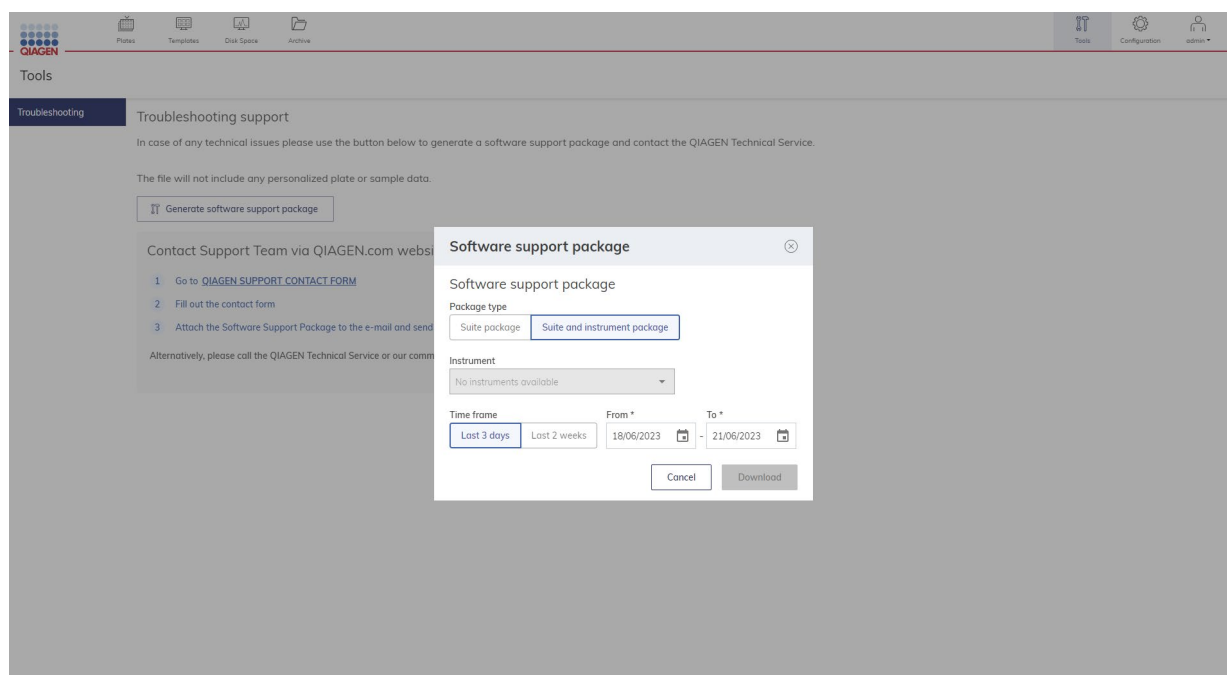 Plates Templates Disk Space Archive Tools Configuration admin
QIAGEN
Tools
Troubleshooting
Troubleshooting support
In case of any technical issues please use the button below to generate a software support package and contact the QIAGEN Technical Service.
The file will not include any personalized plate or sample data.
Generate software support package
Contact Support Team via QIAGEN.com websi
1 Go to QIAGEN SUPPORT CONTACT FORM
2 Fill out the contact form
3 Attach the Software Support Package to the e-mail and send
Alternatively, please call the QIAGEN Technical Service or our comm
Software support package
Software support package
Package type
Suite package Suite and instrument package
Instrument
No instruments available
Time frame From * To *
Last 3 days Last 2 weeks 18/06/2023 - 21/06/2023
Cancel Download